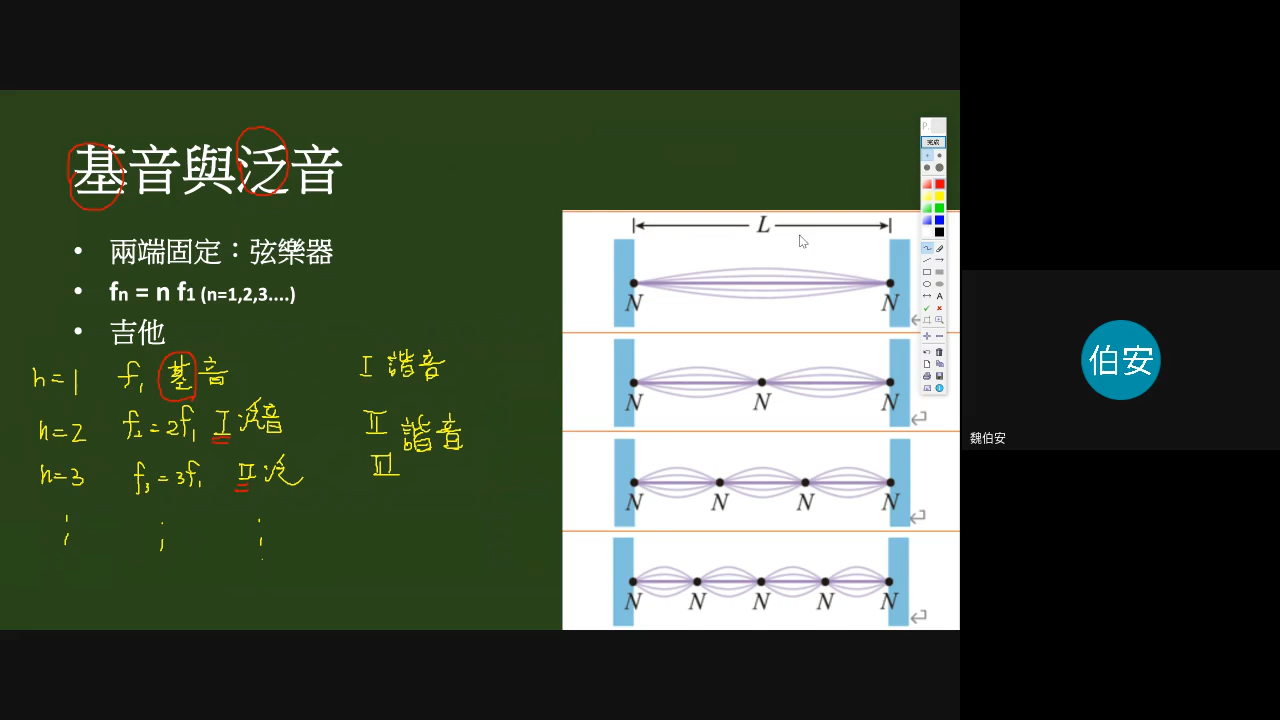 基音與泛音
• 兩端固定：弦樂器
• fn = n f1 (n=1,2,3....)
• 吉他
n=1 f1 基音 I 諧音
n=2 f2=2f1 I 泛音 II 諧音
n=3 f3=3f1 II 泛 III
L
N N
N N N
N N N N
N N N N N
完成
A
伯安
魏伯安